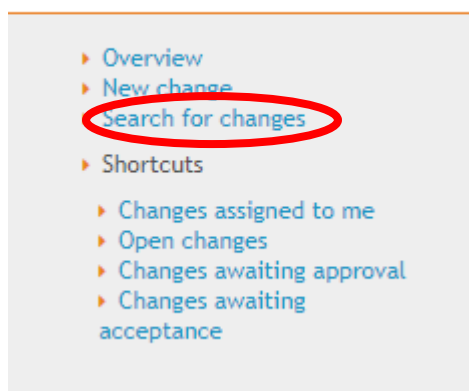 Overview
New change
Search for changes
Shortcuts
Changes assigned to me
Open changes
Changes awaiting approval
Changes awaiting
acceptance